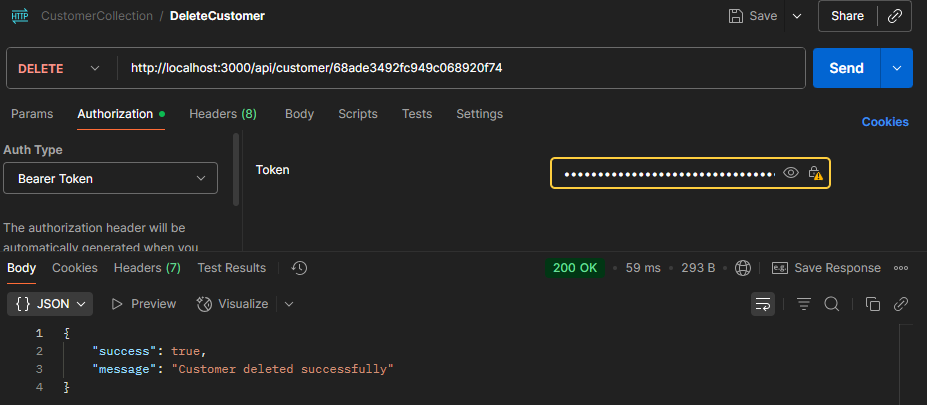 HTTP CustomerCollection / DeleteCustomer Save Share
DELETE http://localhost:3000/api/customer/68ade3492fc949c068920f74 Send
Params Authorization Headers (8) Body Scripts Tests Settings Cookies
Auth Type
Bearer Token
Token
The authorization header will be
automatically generated when you
Body Cookies Headers (7) Test Results 200 OK • 59 ms • 293 B e.g. Save Response
{} JSON Preview Visualize
1 {
2 "success": true,
3 "message": "Customer deleted successfully"
4 }